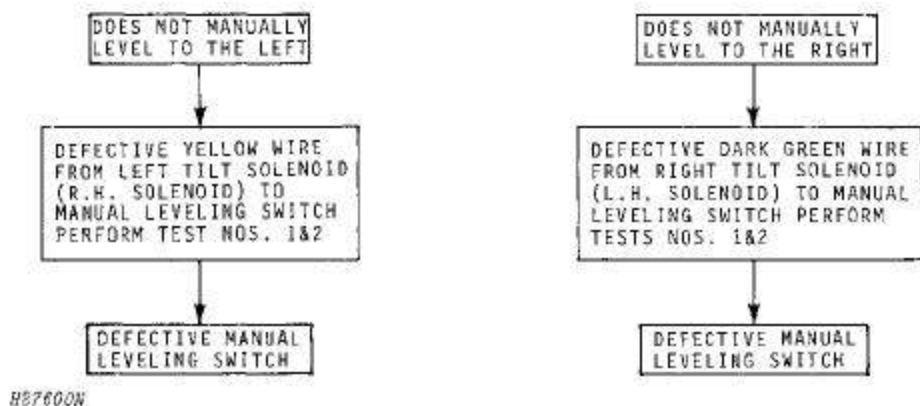 DOES NOT MANUALLY
LEVEL TO THE LEFT
DEFECTIVE YELLOW WIRE
FROM LEFT TILT SOLENOID
(R.H. SOLENOID) TO
MANUAL LEVELING SWITCH
PERFORM TEST NOS. 1&2
DEFECTIVE MANUAL
LEVELING SWITCH
DOES NOT MANUALLY
LEVEL TO THE RIGHT
DEFECTIVE DARK GREEN WIRE
FROM RIGHT TILT SOLENOID
(L.H. SOLENOID) TO MANUAL
LEVELING SWITCH PERFORM
TESTS NOS. 1&2
DEFECTIVE MANUAL
LEVELING SWITCH
H87600N